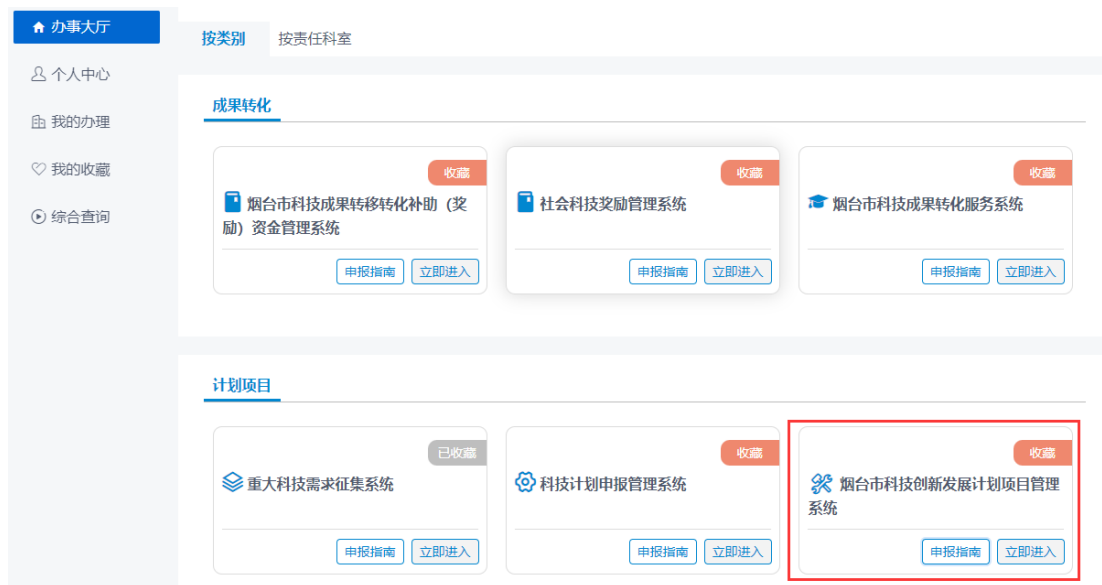 办事大厅
个人中心
我的办理
我的收藏
综合查询
按类别 按责任科室
成果转化
收藏
烟台市科技成果转移转化补助（奖
励）资金管理系统
申报指南 立即进入
收藏
社会科技奖励管理系统
申报指南 立即进入
收藏
烟台市科技成果转化服务系统
申报指南 立即进入
计划项目
已收藏
重大科技需求征集系统
申报指南 立即进入
收藏
科技计划申报管理系统
申报指南 立即进入
收藏
烟台市科技创新发展计划项目管理
系统
申报指南 立即进入